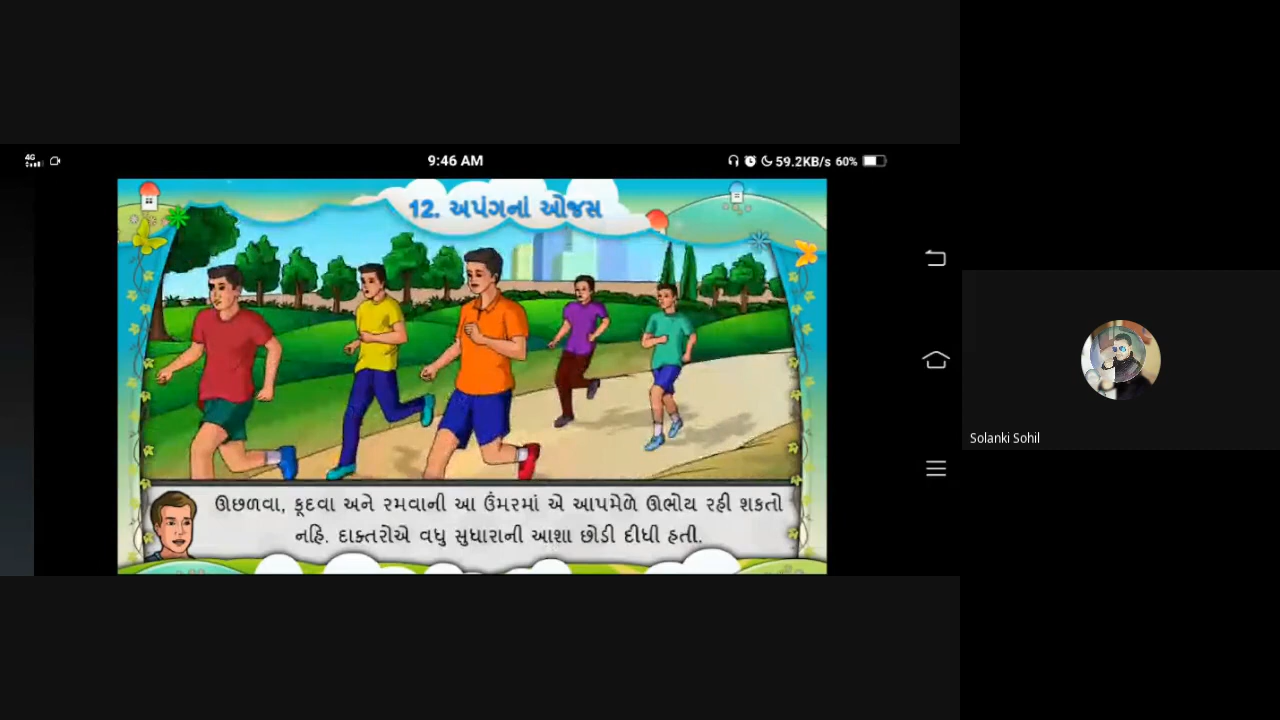 4G
9:46 AM
59.2KB/s 60%
12. અપંગનાં ઓજસ
ઊછળવા, કૂદવા અને રમવાની આ ઉંમરમાં એ આપમેળે ઊભોય રહી શકતો
નહિ. દાક્તરોએ વધુ સુધારાની આશા છોડી દીધી હતી.
Solanki Sohil